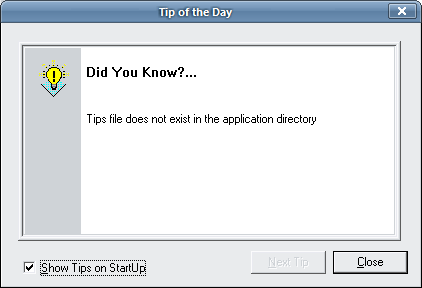 Tip of the Day
Did You Know?...
Tips file does not exist in the application directory
Show Tips on StartUp
Next Tip
Close